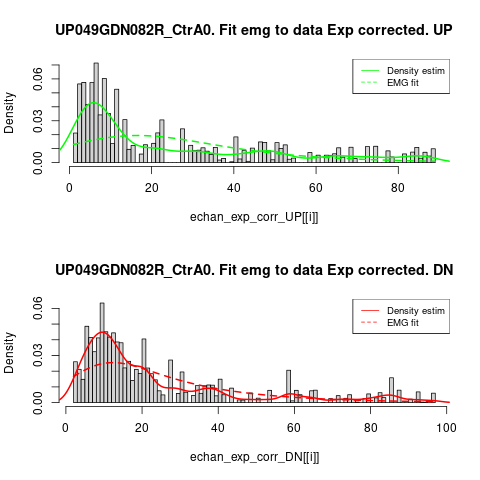 UP049GDN082R_CtrA0. Fit emg to data Exp corrected. UP
Density
0.00
0.03
0.06
Density estim
EMG fit
0 20 40 60 80
echan_exp_corr_UP[[i]]
UP049GDN082R_CtrA0. Fit emg to data Exp corrected. DN
Density
0.00
0.03
0.06
Density estim
EMG fit
0 20 40 60 80 100
echan_exp_corr_DN[[i]]